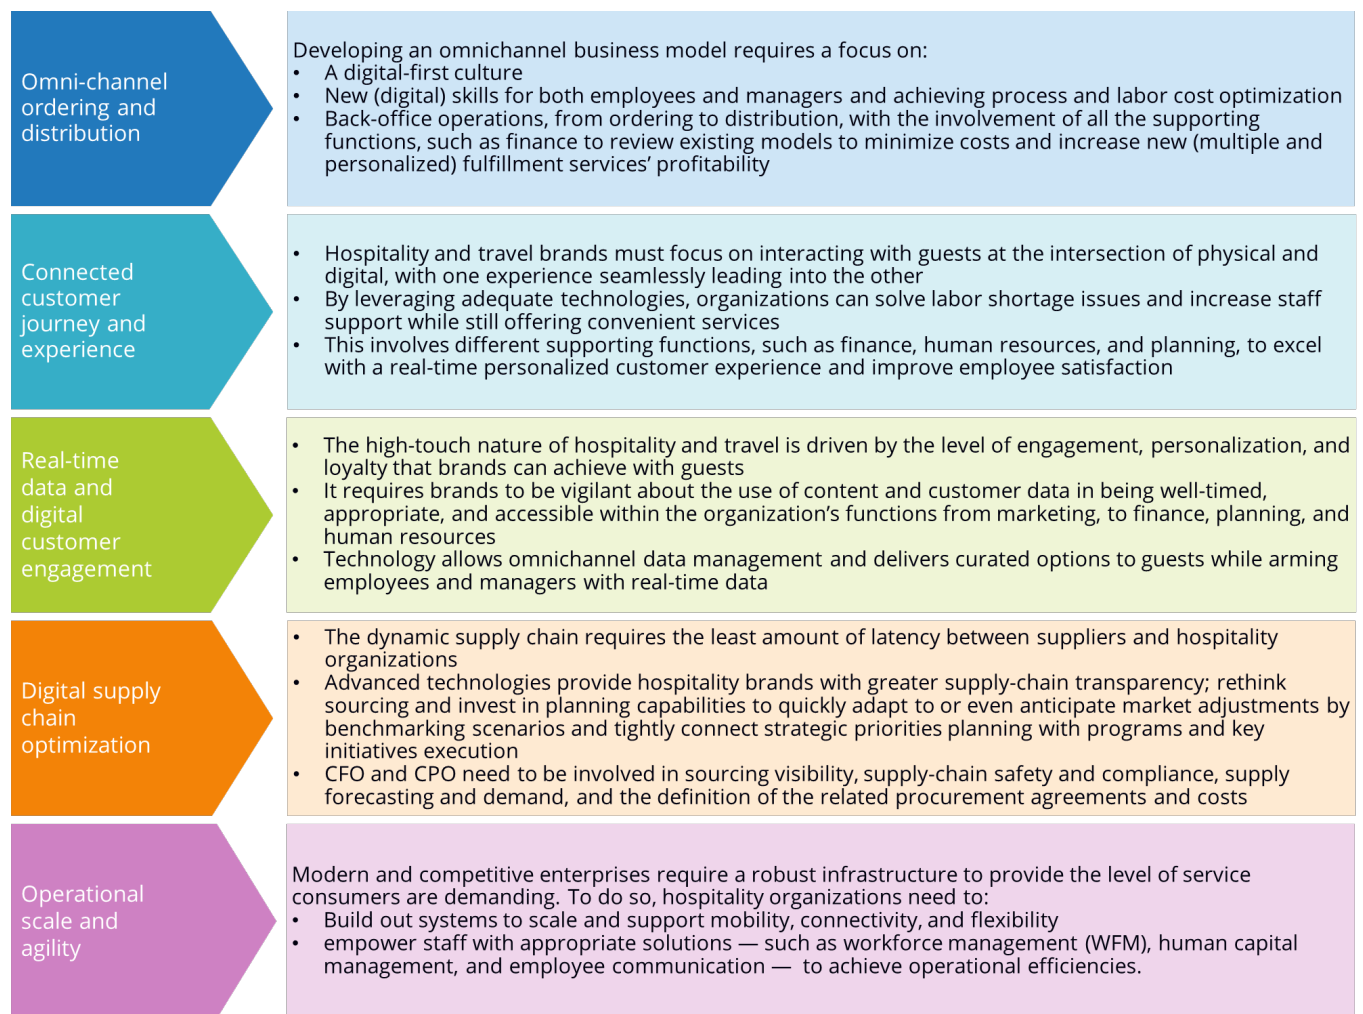 Omni-channel
ordering and
distribution
Developing an omnichannel business model requires a focus on:
• A digital-first culture
• New (digital) skills for both employees and managers and achieving process and labor cost optimization
• Back-office operations, from ordering to distribution, with the involvement of all the supporting
functions, such as finance to review existing models to minimize costs and increase new (multiple and
personalized) fulfillment services’ profitability
Connected
customer
journey and
experience
• Hospitality and travel brands must focus on interacting with guests at the intersection of physical and
digital, with one experience seamlessly leading into the other
• By leveraging adequate technologies, organizations can solve labor shortage issues and increase staff
support while still offering convenient services
• This involves different supporting functions, such as finance, human resources, and planning, to excel
with a real-time personalized customer experience and improve employee satisfaction
Real-time
data and
digital
customer
engagement
• The high-touch nature of hospitality and travel is driven by the level of engagement, personalization, and
loyalty that brands can achieve with guests
• It requires brands to be vigilant about the use of content and customer data in being well-timed,
appropriate, and accessible within the organization’s functions from marketing, to finance, planning, and
human resources
• Technology allows omnichannel data management and delivers curated options to guests while arming
employees and managers with real-time data
Digital supply
chain
optimization
• The dynamic supply chain requires the least amount of latency between suppliers and hospitality
organizations
• Advanced technologies provide hospitality brands with greater supply-chain transparency; rethink
sourcing and invest in planning capabilities to quickly adapt to or even anticipate market adjustments by
benchmarking scenarios and tightly connect strategic priorities planning with programs and key
initiatives execution
• CFO and CPO need to be involved in sourcing visibility, supply-chain safety and compliance, supply
forecasting and demand, and the definition of the related procurement agreements and costs
Operational
scale and
agility
Modern and competitive enterprises require a robust infrastructure to provide the level of service
consumers are demanding. To do so, hospitality organizations need to:
• Build out systems to scale and support mobility, connectivity, and flexibility
• empower staff with appropriate solutions — such as workforce management (WFM), human capital
management, and employee communication — to achieve operational efficiencies.